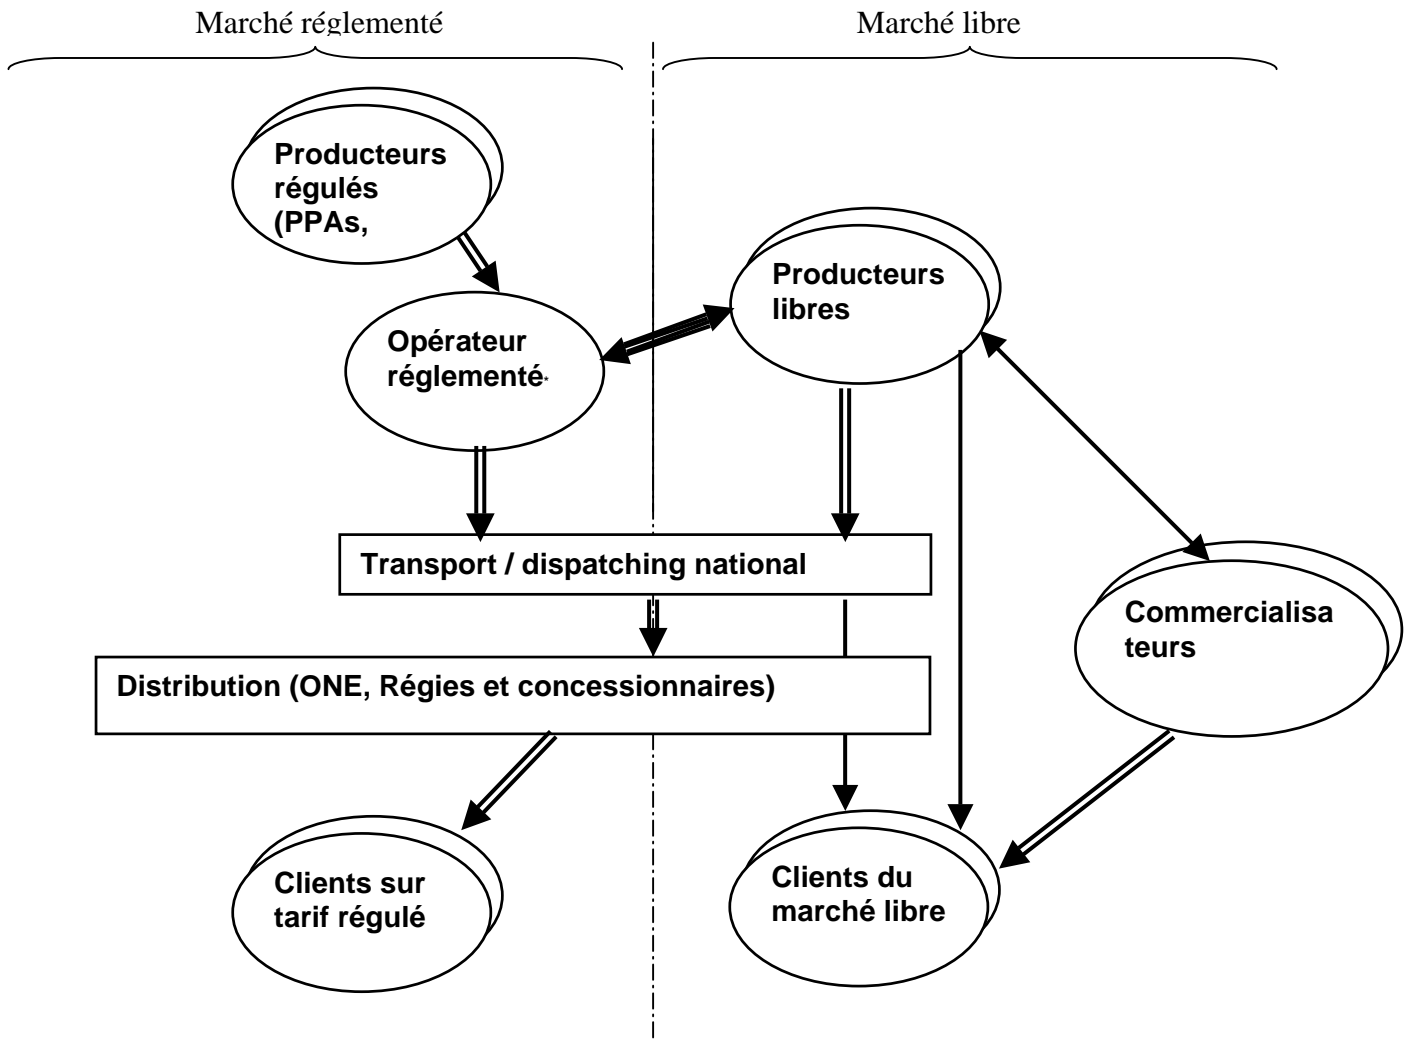 Marché réglementé
Marché libre
Producteurs
régulés
(PPAs,
Producteurs
libres
Opérateur
réglementé*
Transport / dispatching national
Commercialisa
teurs
Distribution (ONE, Régies et concessionnaires)
Clients sur
tarif régulé
Clients du
marché libre